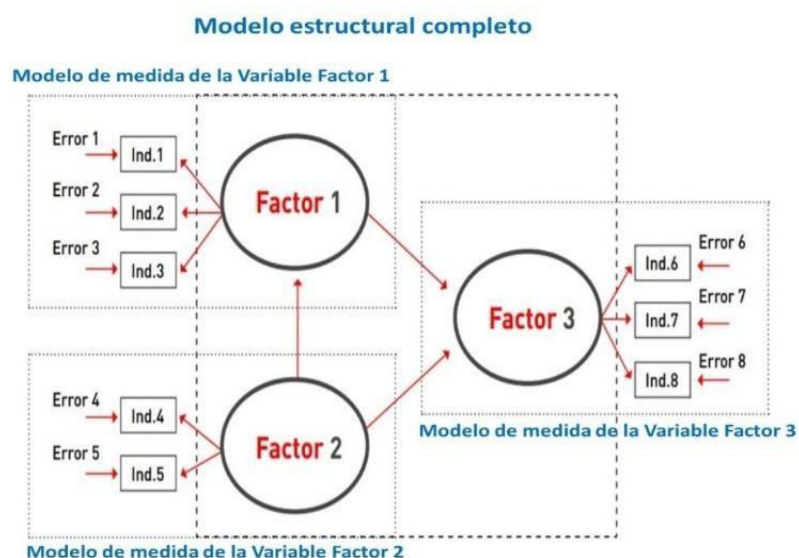 Modelo estructural completo
Modelo de medida de la Variable Factor 1
Error 1
Ind.1
Error 2
Ind.2
Error 3
Ind.3
Factor 1
Error 4
Ind.4
Error 5
Ind.5
Factor 2
Modelo de medida de la Variable Factor 2
Factor 3
Error 6
Ind.6
Error 7
Ind.7
Error 8
Ind.8
Modelo de medida de la Variable Factor 3